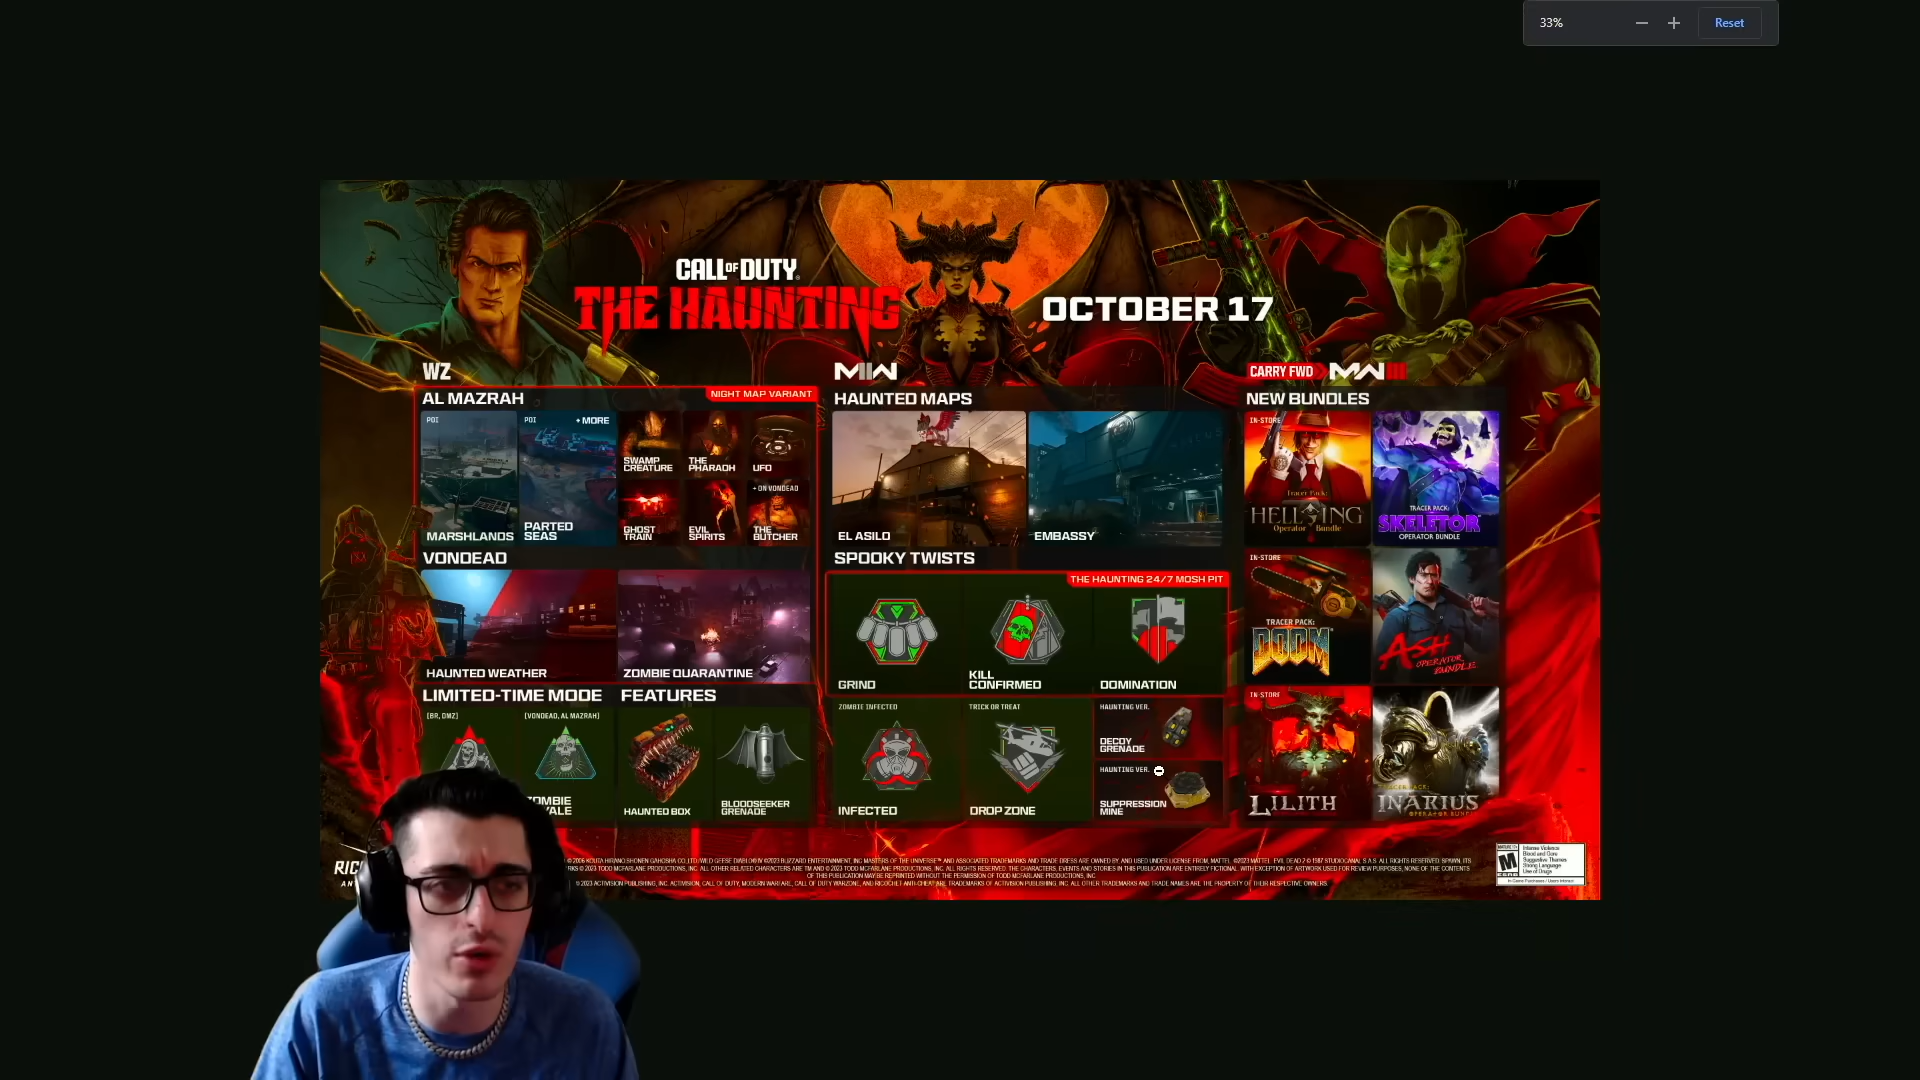 33%
Reset
CALL OF DUTY
THE HAUNTING
OCTOBER 17
WZ
AL MAZRAH
NIGHT MAP VARIANT
POI
MARSHLANDS
POI
+ MORE
PARTED
SEAS
SWAMP
CREATURE
THE
PHARAOH
UFO
GHOST
TRAIN
EVIL
SPIRITS
+ ON VONDEAD
THE
BUTCHER
VONDEAD
HAUNTED WEATHER
ZOMBIE QUARANTINE
LIMITED-TIME MODE
[BR, DMZ]
[VONDEAD, AL MAZRAH]
FEATURES
HAUNTED BOX
BLOODSEEKER
GRENADE
MWII
HAUNTED MAPS
EL ASILO
EMBASSY
SPOOKY TWISTS
THE HAUNTING 24/7 MOSH PIT
GRIND
KILL
CONFIRMED
DOMINATION
ZOMBIE INFECTED
INFECTED
TRICK OR TREAT
DROP ZONE
HAUNTING VER.
DECOY
GRENADE
HAUNTING VER.
SUPPRESSION
MINE
CARRY FWD
MWIII
NEW BUNDLES
IN-STORE
Tracer Pack:
HELLSING
Operator Bundle
TRACER PACK:
SKELETOR
OPERATOR BUNDLE
IN-STORE
TRACER PACK:
DOOM
ASH
OPERATOR
BUNDLE
IN-STORE
LILITH
INARIUS